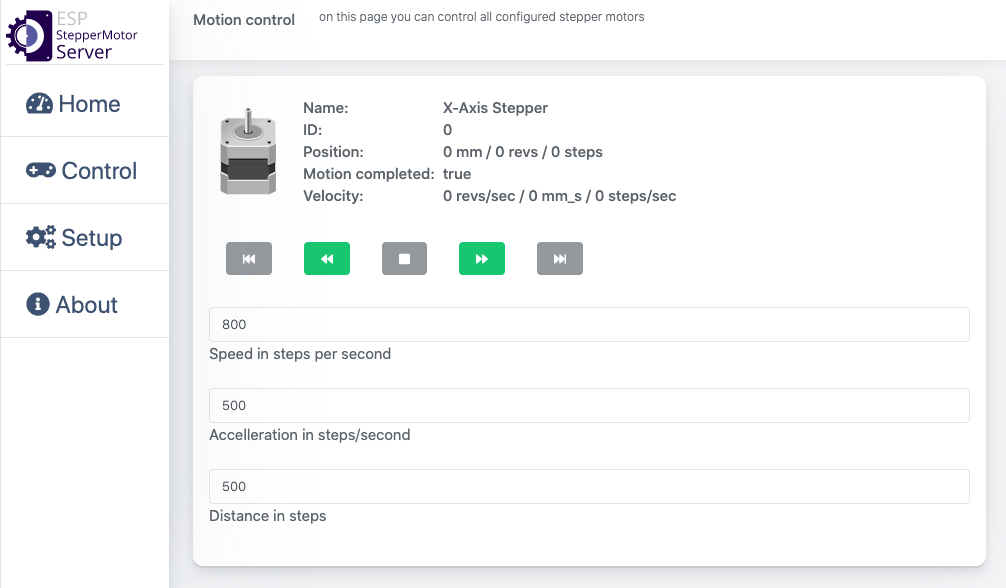 ESP
StepperMotor
Server
Home
Control
Setup
About
Motion control on this page you can control all configured stepper motors
Name: X-Axis Stepper
ID: 0
Position: 0 mm / 0 revs / 0 steps
Motion completed: true
Velocity: 0 revs/sec / 0 mm_s / 0 steps/sec
800
Speed in steps per second
500
Accelleration in steps/second
500
Distance in steps